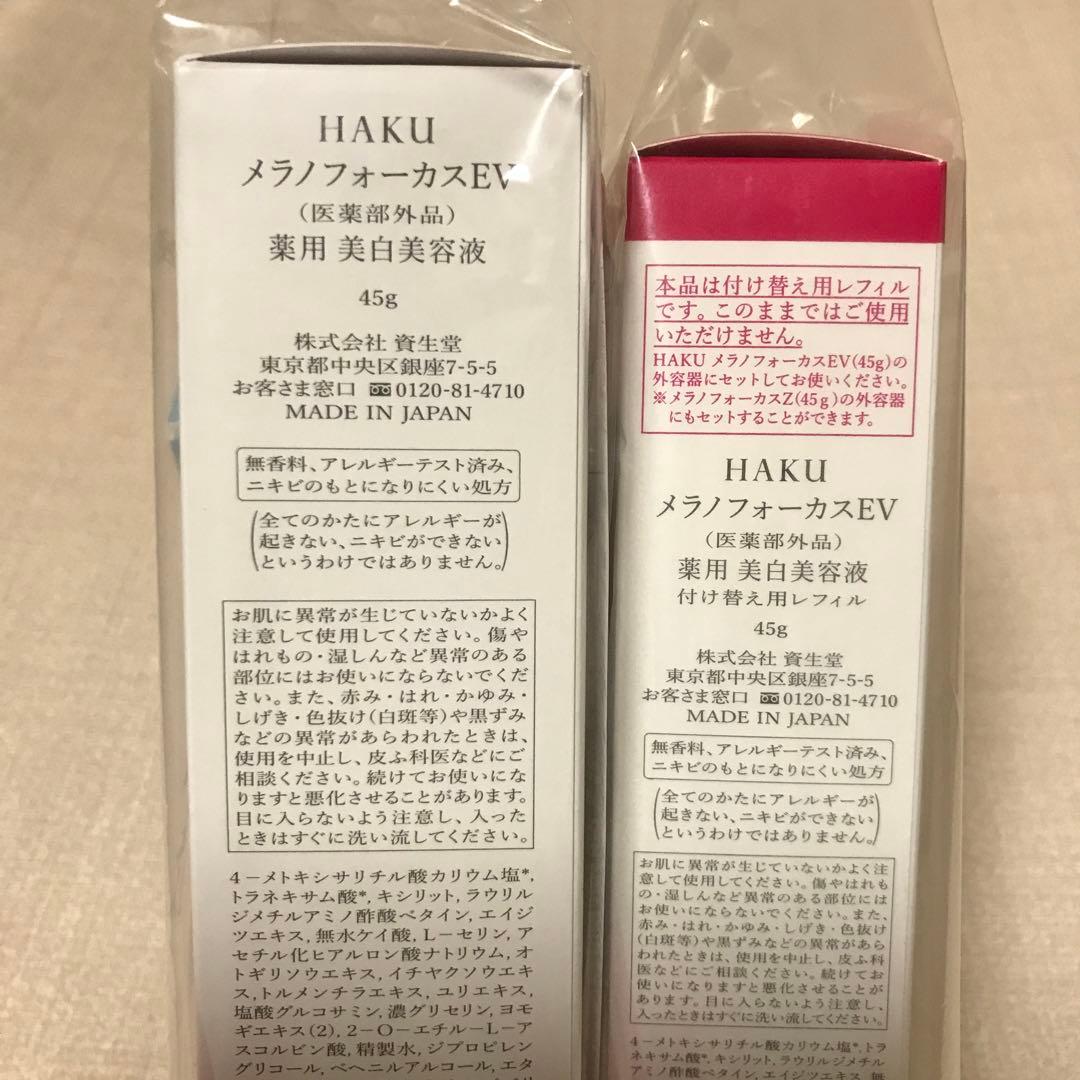 HAKU
メラノフォーカスEV
(医薬部外品)
薬用 美白美容液
45g
株式会社 資生堂
東京都中央区銀座7-5-5
お客さま窓口 0120-81-4710
MADE IN JAPAN
無香料、アレルギーテスト済み、
ニキビのもとになりにくい処方
(全てのかたにアレルギーが
起きない、ニキビができない
というわけではありません。)
お肌に異常が生じていないかよく
注意して使用してください。傷や
はれもの・湿しんなど異常のある
部位にはお使いにならないでくだ
さい。また、赤み・はれ・かゆみ・
しげき・色抜け(白斑等)や黒ずみ
などの異常があらわれたときは、
使用を中止し、皮ふ科医などにご
相談ください。続けてお使いにな
りますと悪化させることがあります。
目に入らないよう注意し、入った
ときはすぐに洗い流してください。
4-メトキシサリチル酸カリウム塩*,
トラネキサム酸*, キシリット, ラウリル
ジメチルアミノ酢酸ベタイン, エイジ
ツエキス, 無水ケイ酸, L-セリン, ア
セチル化ヒアルロン酸ナトリウム, オ
トギリソウエキス, イチヤクソウエキ
ス, トルメンチラエキス, ユリエキス,
塩酸グルコサミン, 濃グリセリン, ヨモ
ギエキス(2), 2-O-エチル-L-ア
スコルビン酸, 精製水, ジプロピレン
グリコール, ベヘニルアルコール, エタ
本品は付け替え用レフィル
です。このままではご使用
いただけません。
HAKU メラノフォーカスEV(45g)の
外容器にセットしてお使いください。
※メラノフォーカスZ(45g)の外容器
にもセットすることができます。
HAKU
メラノフォーカスEV
(医薬部外品)
薬用 美白美容液
付け替え用レフィル
45g
株式会社 資生堂
東京都中央区銀座7-5-5
お客さま窓口 0120-81-4710
MADE IN JAPAN
無香料、アレルギーテスト済み、
ニキビのもとになりにくい処方
(全てのかたにアレルギーが
起きない、ニキビができない
というわけではありません。)
お肌に異常が生じていないかよく注
意して使用してください。傷やはれも
の・湿しんなど異常のある部位には
お使いにならないでください。また、
赤み・はれ・かゆみ・しげき・色抜け
(白斑等)や黒ずみなどの異常があら
われたときは、使用を中止し、皮ふ科
医などにご相談ください。続けてお
使いになりますと悪化させることが
あります。目に入らないよう注意し、
入ったときはすぐに洗い流してください。
4-メトキシサリチル酸カリウム塩*, トラ
ネキサム酸*, キシリット, ラウリルジメチ
ルアミノ酢酸ベタイン, エイジツエキス, 無